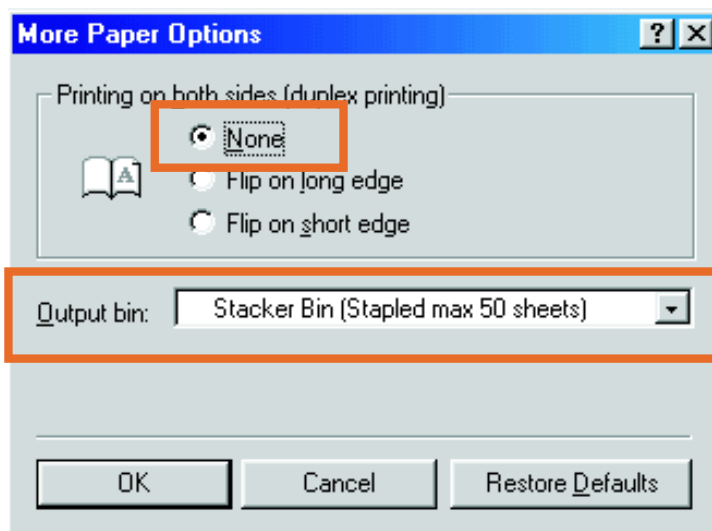 More Paper Options
? X
Printing on both sides (duplex printing)
None
A
Flip on long edge
Flip on short edge
Output bin: Stacker Bin (Stapled max 50 sheets)
OK Cancel Restore Defaults